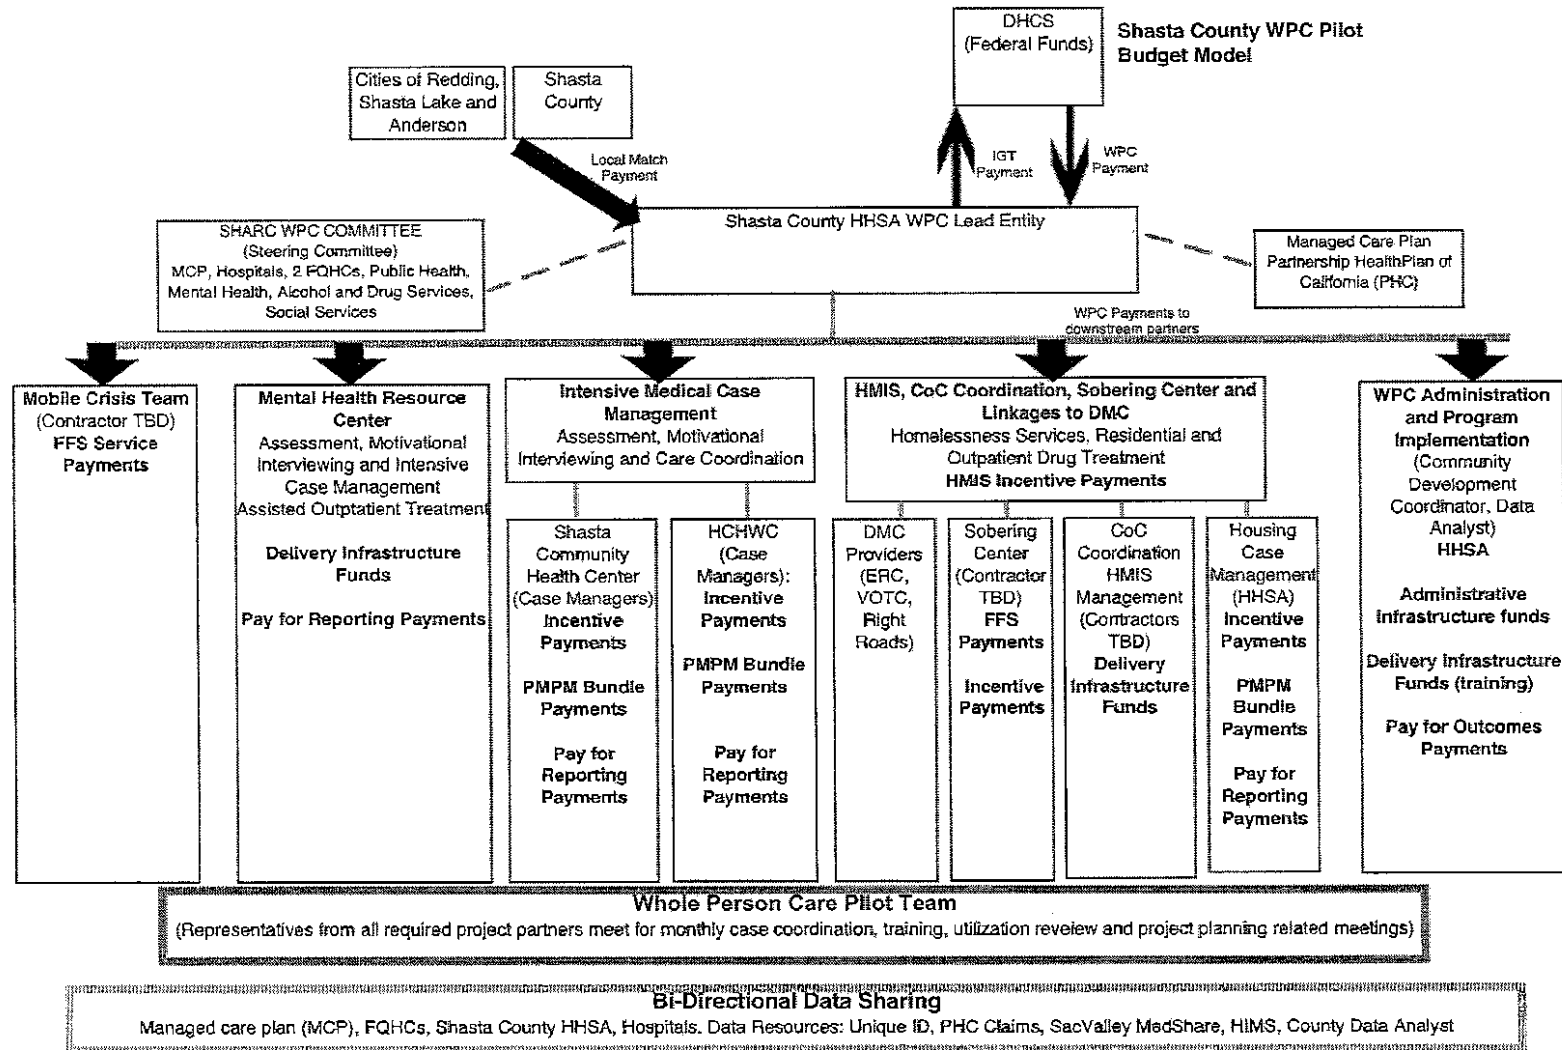 DHCS
(Federal Funds)
Shasta County WPC Pilot
Budget Model
Cities of Redding,
Shasta Lake and
Anderson
Shasta
County
Local Match
Payment
IGT
Payment
WPC
Payment
SHARC WPC COMMITTEE
(Steering Committee)
MCP, Hospitals, 2 FQHCs, Public Health,
Mental Health, Alcohol and Drug Services,
Social Services
Shasta County HHSA WPC Lead Entity
Managed Care Plan
Partnership HealthPlan of
California (PHC)
WPC Payments to
downstream partners
Mobile Crisis Team
(Contractor TBD)
FFS Service
Payments
Mental Health Resource
Center
Assessment, Motivational
Interviewing and Intensive
Case Management
Assisted Outptatient Treatment
Delivery Infrastructure
Funds
Pay for Reporting Payments
Intensive Medical Case
Management
Assessment, Motivational
Interviewing and Care Coordination
Shasta
Community
Health Center
(Case Managers)
Incentive
Payments
PMPM Bundle
Payments
Pay for
Reporting
Payments
HCHWC
(Case
Managers):
Incentive
Payments
PMPM Bundle
Payments
Pay for
Reporting
Payments
HMIS, CoC Coordination, Sobering Center and
Linkages to DMC
Homelessness Services, Residential and
Outpatient Drug Treatment
HMIS Incentive Payments
DMC
Providers
(ERC,
VOTC,
Right
Roads)
Sobering
Center
(Contractor
TBD)
FFS
Payments
Incentive
Payments
CoC
Coordination
HMIS
Management
(Contractors
TBD)
Delivery
Infrastructure
Funds
Housing
Case
Management
(HHSA)
Incentive
Payments
PMPM
Bundle
Payments
Pay for
Reporting
Payments
WPC Administration
and Program
Implementation
(Community
Development
Coordinator, Data
Analyst)
HHSA
Administrative
Infrastructure funds
Delivery Infrastructure
Funds (training)
Pay for Outcomes
Payments
Whole Person Care Pilot Team
(Representatives from all required project partners meet for monthly case coordination, training, utilization reveiew and project planning related meetings)
Bi-Directional Data Sharing
Managed care plan (MCP), FQHCs, Shasta County HHSA, Hospitals. Data Resources: Unique ID, PHC Claims, SacValley MedShare, HIMS, County Data Analyst